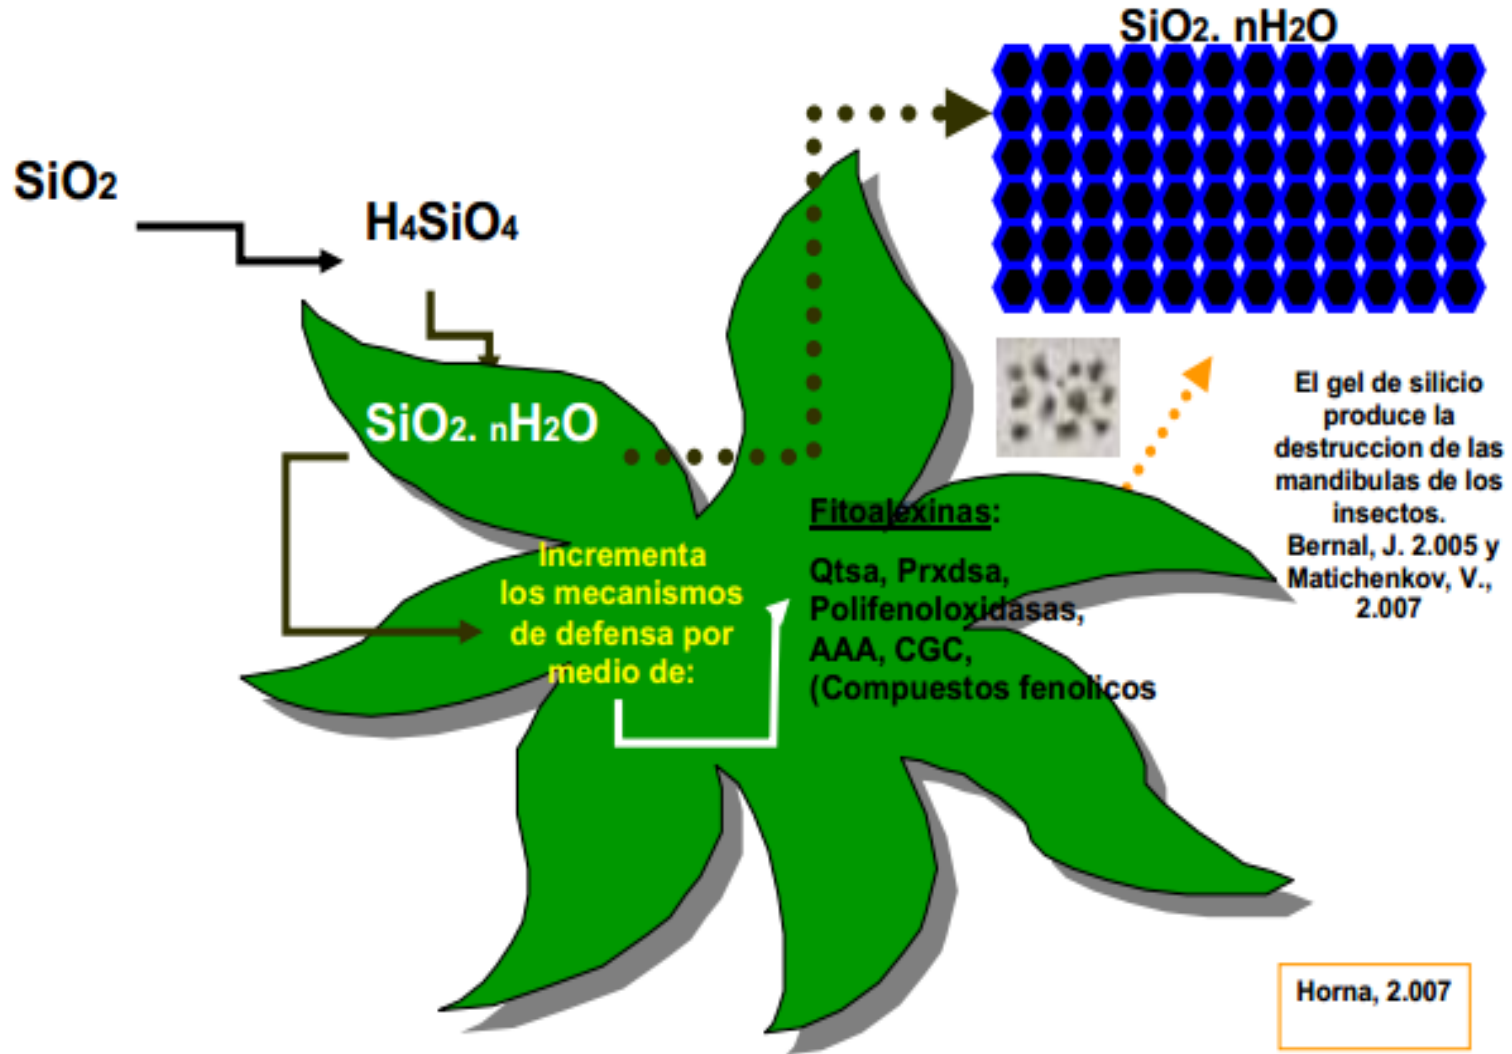 SiO2. nH2O
SiO2
H4SiO4
SiO2. nH2O
El gel de silicio
produce la
destruccion de las
mandibulas de los
insectos.
Bernal, J. 2.005 y
Matichenkov, V.,
2.007
Fitoalexinas:
Qtsa, Prxdsa,
Polifenoloxidasas,
AAA, CGC,
(Compuestos fenolicos
Incrementa
los mecanismos
de defensa por
medio de:
Horna, 2.007